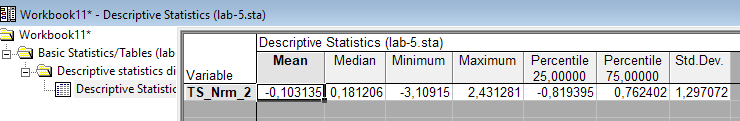 Workbook11* - Descriptive Statistics (lab-5.sta)
Workbook11*
Basic Statistics/Tables (lab
Descriptive statistics di
Descriptive Statistic
Descriptive Statistics (lab-5.sta)
Variable Mean Median Minimum Maximum Percentile 25,00000 Percentile 75,00000 Std.Dev.
TS_Nrm_2 -0,103135 0,181206 -3,10915 2,431281 -0,819395 0,762402 1,297072